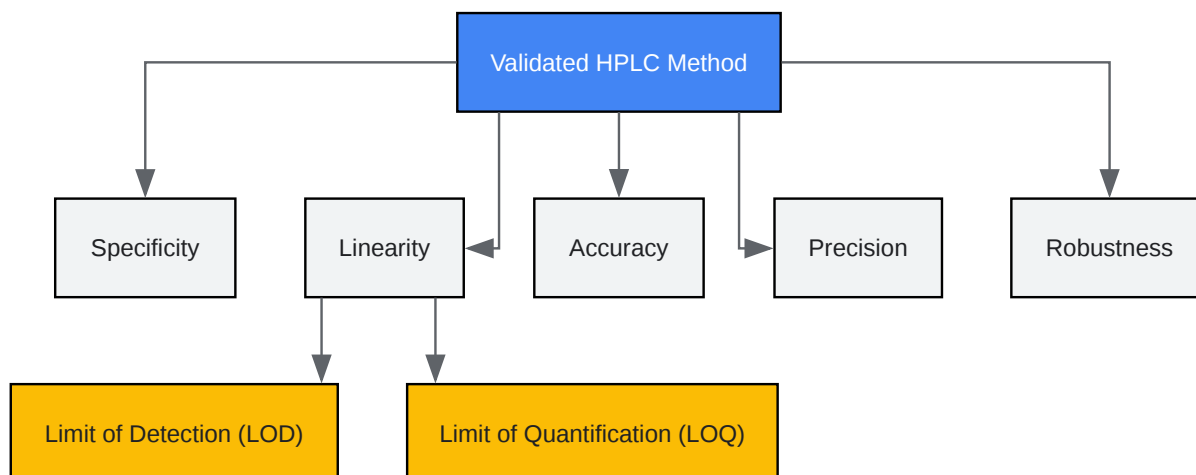 Validated HPLC Method
Specificity
Linearity
Accuracy
Precision
Robustness
Limit of Detection (LOD)
Limit of Quantification (LOQ)